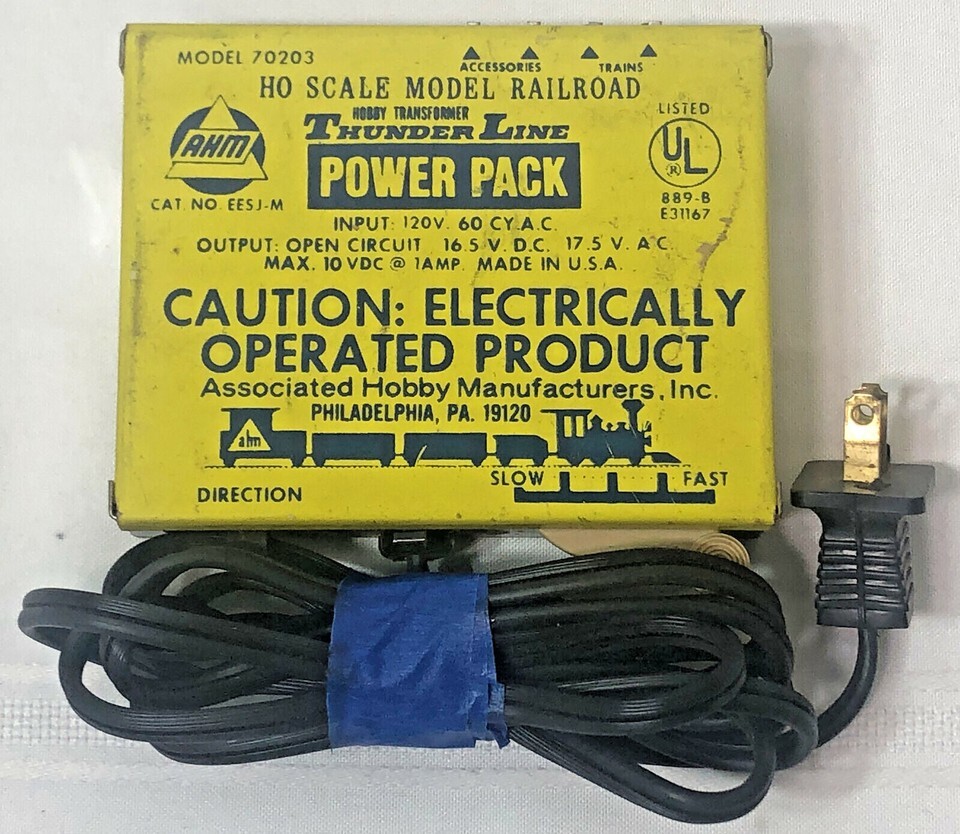 MODEL 70203
ACCESSORIES TRAINS
HO SCALE MODEL RAILROAD
HOBBY TRANSFORMER
THUNDER LINE
POWER PACK
AHM
CAT. NO. EESJ-M
LISTED
UL
®
889-B
E31167
INPUT: 120V. 60 CY. A.C.
OUTPUT: OPEN CIRCUIT 16.5 V. D.C. 17.5 V. A.C.
MAX. 10 VDC @ 1AMP. MADE IN U.S.A.
CAUTION: ELECTRICALLY
OPERATED PRODUCT
Associated Hobby Manufacturers, Inc.
PHILADELPHIA, PA. 19120
ahm
SLOW FAST
DIRECTION